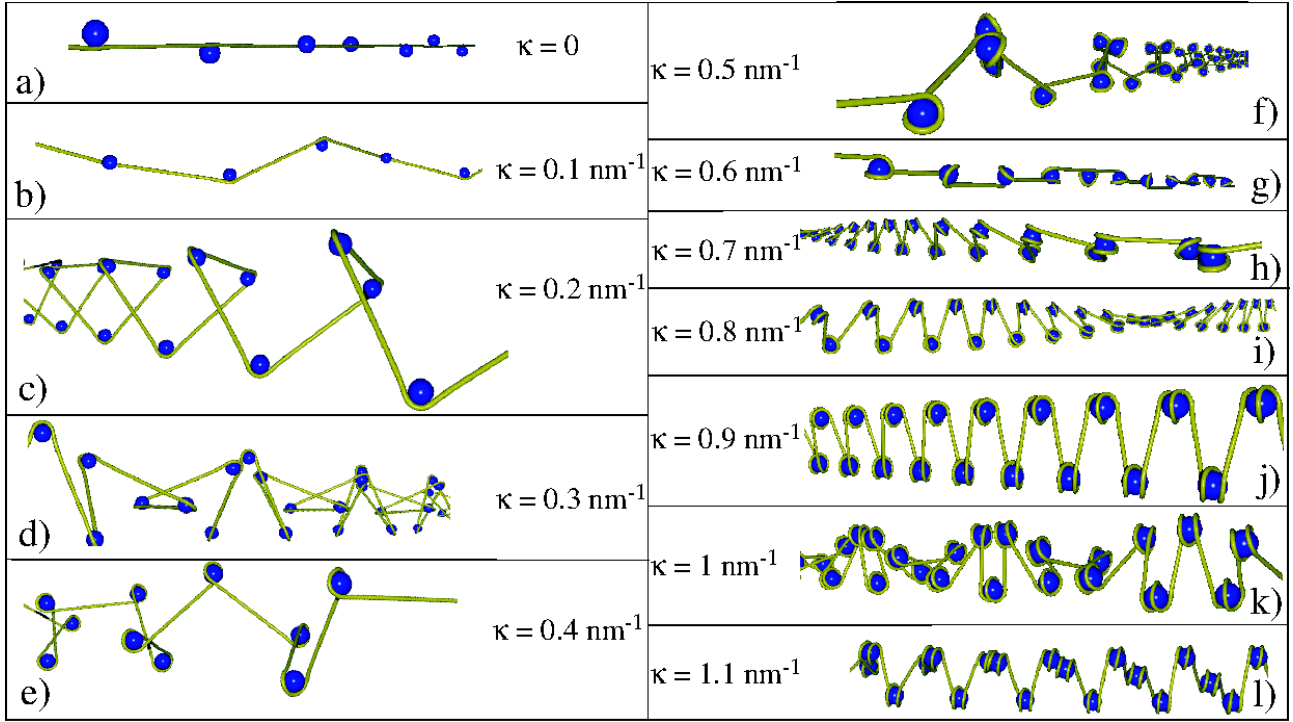 κ = 0
a)
κ = 0.1 nm⁻¹
b)
κ = 0.2 nm⁻¹
c)
κ = 0.3 nm⁻¹
d)
κ = 0.4 nm⁻¹
e)
κ = 0.5 nm⁻¹
f)
κ = 0.6 nm⁻¹
g)
κ = 0.7 nm⁻¹
h)
κ = 0.8 nm⁻¹
i)
κ = 0.9 nm⁻¹
j)
κ = 1 nm⁻¹
k)
κ = 1.1 nm⁻¹
l)